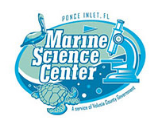 PONCE INLET, FL
Marine
Science
Center
A service of Volusia County Government